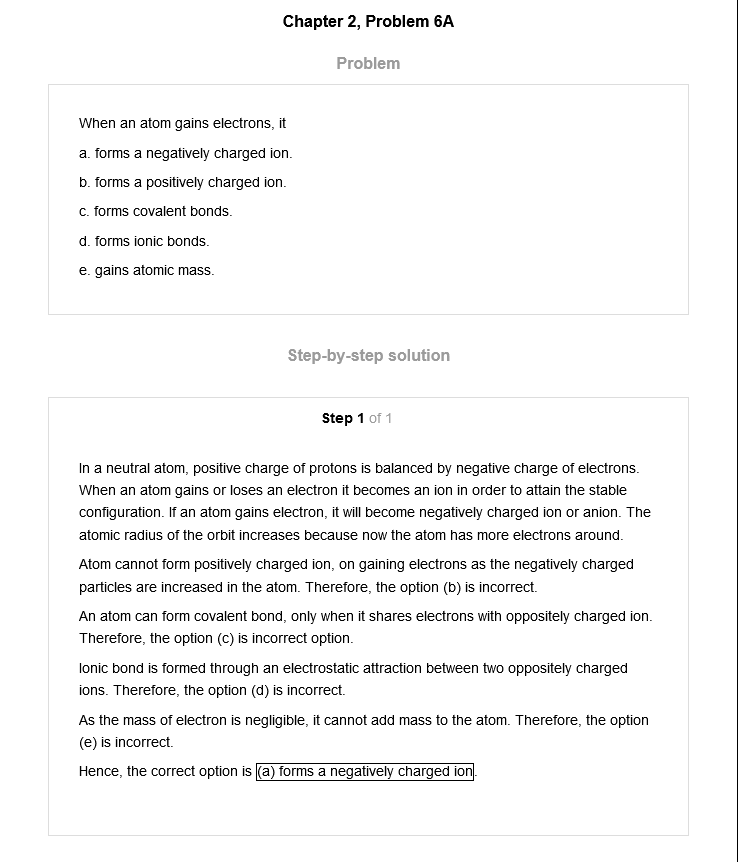 Chapter 2, Problem 6A
Problem
When an atom gains electrons, it
a. forms a negatively charged ion.
b. forms a positively charged ion.
c. forms covalent bonds.
d. forms ionic bonds.
e. gains atomic mass.
Step-by-step solution
Step 1 of 1
In a neutral atom, positive charge of protons is balanced by negative charge of electrons.
When an atom gains or loses an electron it becomes an ion in order to attain the stable
configuration. If an atom gains electron, it will become negatively charged ion or anion. The
atomic radius of the orbit increases because now the atom has more electrons around.
Atom cannot form positively charged ion, on gaining electrons as the negatively charged
particles are increased in the atom. Therefore, the option (b) is incorrect.
An atom can form covalent bond, only when it shares electrons with oppositely charged ion.
Therefore, the option (c) is incorrect option.
Ionic bond is formed through an electrostatic attraction between two oppositely charged
ions. Therefore, the option (d) is incorrect.
As the mass of electron is negligible, it cannot add mass to the atom. Therefore, the option
(e) is incorrect.
Hence, the correct option is (a) forms a negatively charged ion.